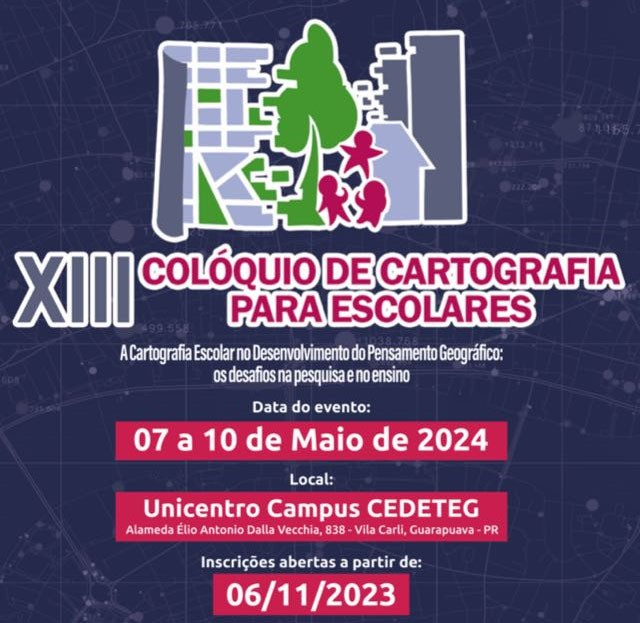 XIII COLÓQUIO DE CARTOGRAFIA
PARA ESCOLARES
A Cartografia Escolar no Desenvolvimento do Pensamento Geográfico:
os desafios na pesquisa e no ensino
Data do evento:
07 a 10 de Maio de 2024
Local:
Unicentro Campus CEDETEG
Alameda Élio Antonio Dalla Vecchia, 838 - Vila Carli, Guarapuava - PR
Inscrições abertas a partir de:
06/11/2023